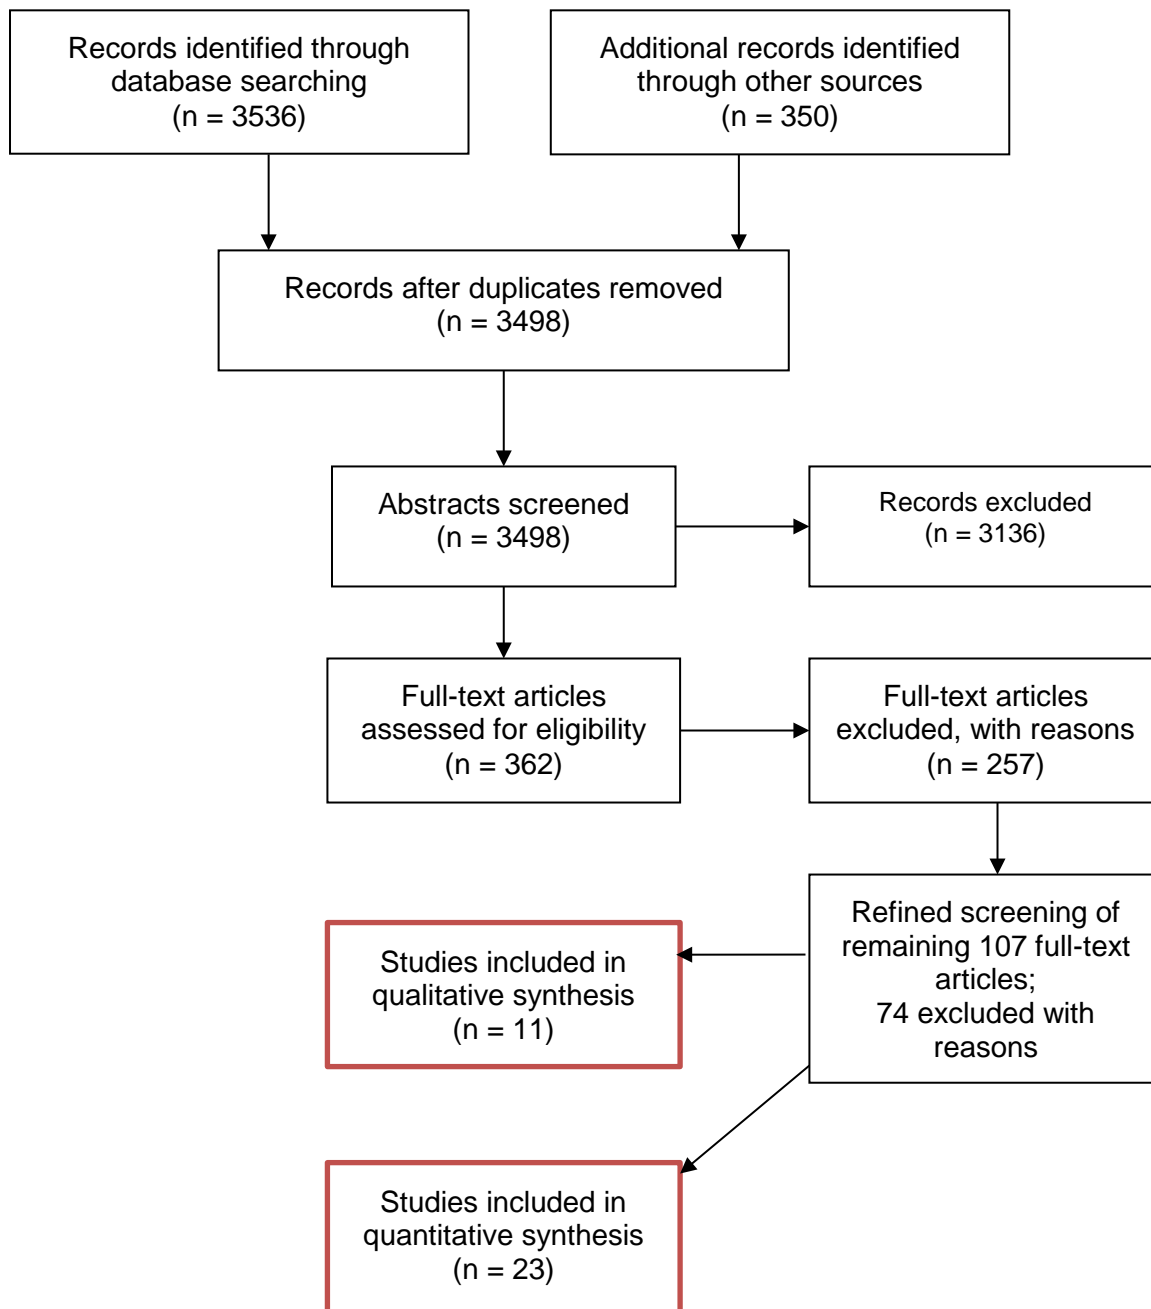 Records identified through
database searching
(n = 3536)
Additional records identified
through other sources
(n = 350)
Records after duplicates removed
(n = 3498)
Abstracts screened
(n = 3498)
Records excluded
(n = 3136)
Full-text articles
assessed for eligibility
(n = 362)
Full-text articles
excluded, with reasons
(n = 257)
Refined screening of
remaining 107 full-text
articles;
74 excluded with
reasons
Studies included in
qualitative synthesis
(n = 11)
Studies included in
quantitative synthesis
(n = 23)